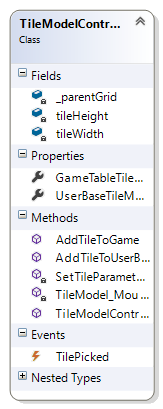 TileModelContr...
Class
Fields
_parentGrid
tileHeight
tileWidth
Properties
GameTableTile...
UserBaseTileM...
Methods
AddTileToGame
AddTileToUserB
SetTileParamet
TileModel_Mou
TileModelContr
Events
TilePicked
Nested Types